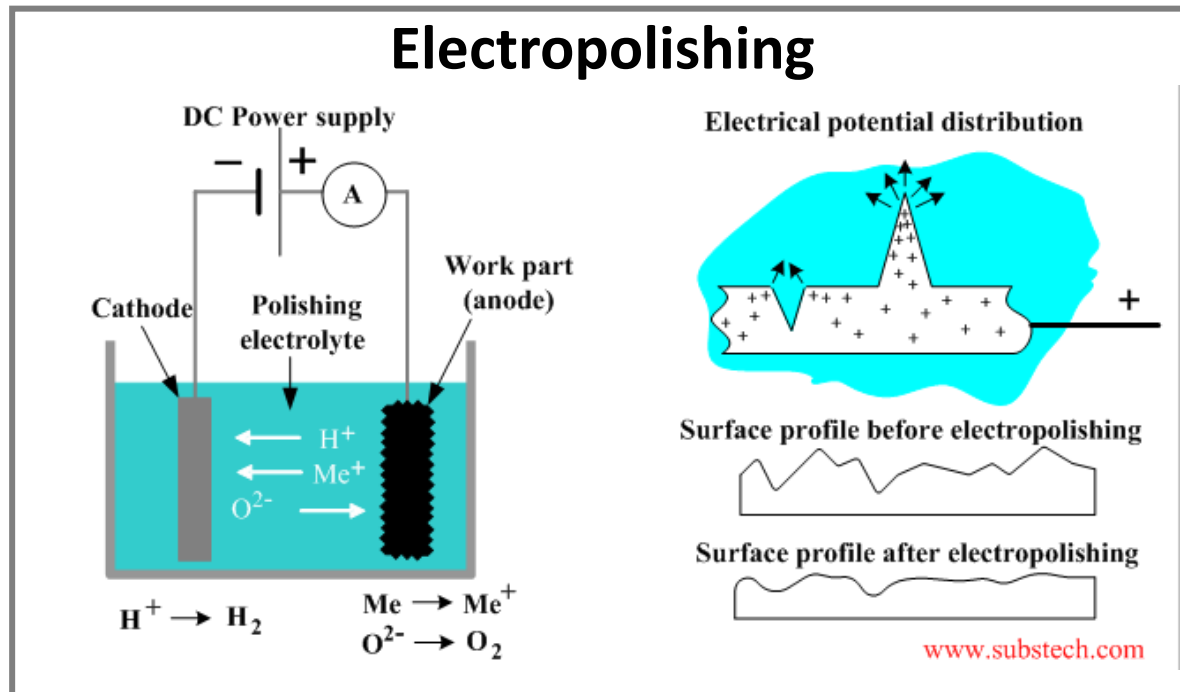 Electropolishing
DC Power supply
− +
A
Cathode
Polishing
electrolyte
Work part
(anode)
H⁺
Me⁺
O²⁻
H⁺ → H₂
Me → Me⁺
O²⁻ → O₂
Electrical potential distribution
+
Surface profile before electropolishing
Surface profile after electropolishing
www.substech.com